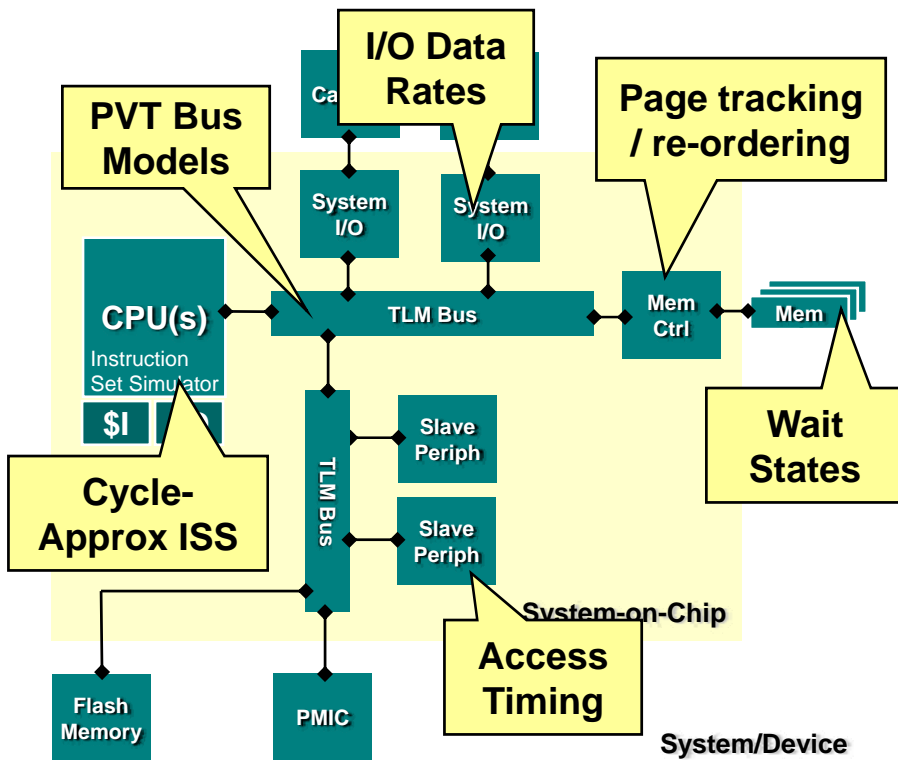 I/O Data
Rates
Page tracking
/ re-ordering
PVT Bus
Models
System
I/O
System
I/O
CPU(s)
Instruction
Set Simulator
$I
TLM Bus
Mem
Ctrl
Mem
Wait
States
Cycle-
Approx ISS
TLM Bus
Slave
Periph
Slave
Periph
System-on-Chip
Access
Timing
Flash
Memory
PMIC
System/Device